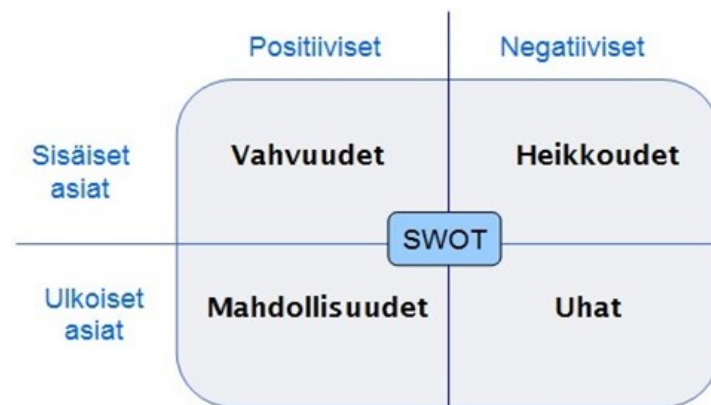 Positiiviset
Negatiiviset
Sisäiset
asiat
Vahvuudet
Heikkoudet
SWOT
Ulkoiset
asiat
Mahdollisuudet
Uhat